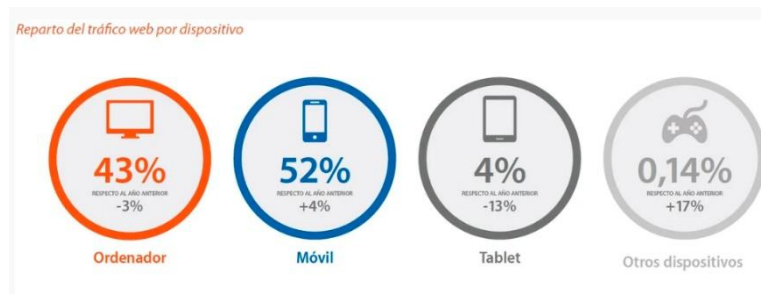 Reparto del tráfico web por dispositivo
43%
RESPECTO AL AÑO ANTERIOR
-3%
Ordenador
52%
RESPECTO AL AÑO ANTERIOR
+4%
Móvil
4%
RESPECTO AL AÑO ANTERIOR
-13%
Tablet
0,14%
RESPECTO AL AÑO ANTERIOR
+17%
Otros dispositivos